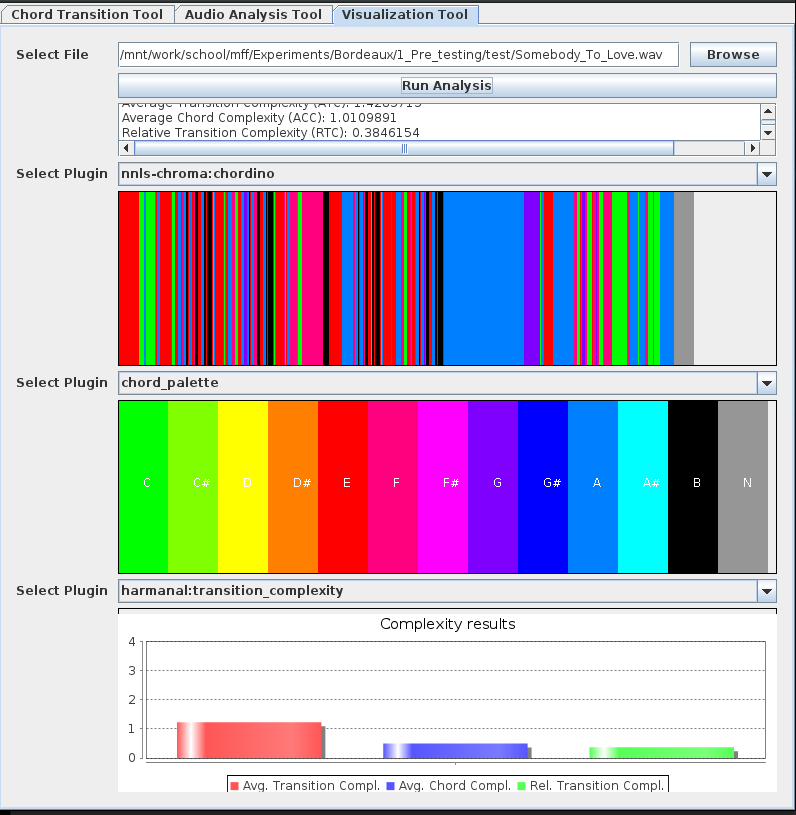 Chord Transition Tool Audio Analysis Tool Visualization Tool
Select File /mnt/work/school/mff/Experiments/Bordeaux/1_Pre_testing/test/Somebody_To_Love.wav Browse
Run Analysis
Average Transition Complexity (ATC):
Average Chord Complexity (ACC): 1.0109891
Relative Transition Complexity (RTC): 0.3846154
Select Plugin nnls-chroma:chordino
Select Plugin chord_palette
C C# D D# E F F# G G# A A# B N
Select Plugin harmanal:transition_complexity
Complexity results
4
3
2
1
0
Avg. Transition Compl. Avg. Chord Compl. Rel. Transition Compl.